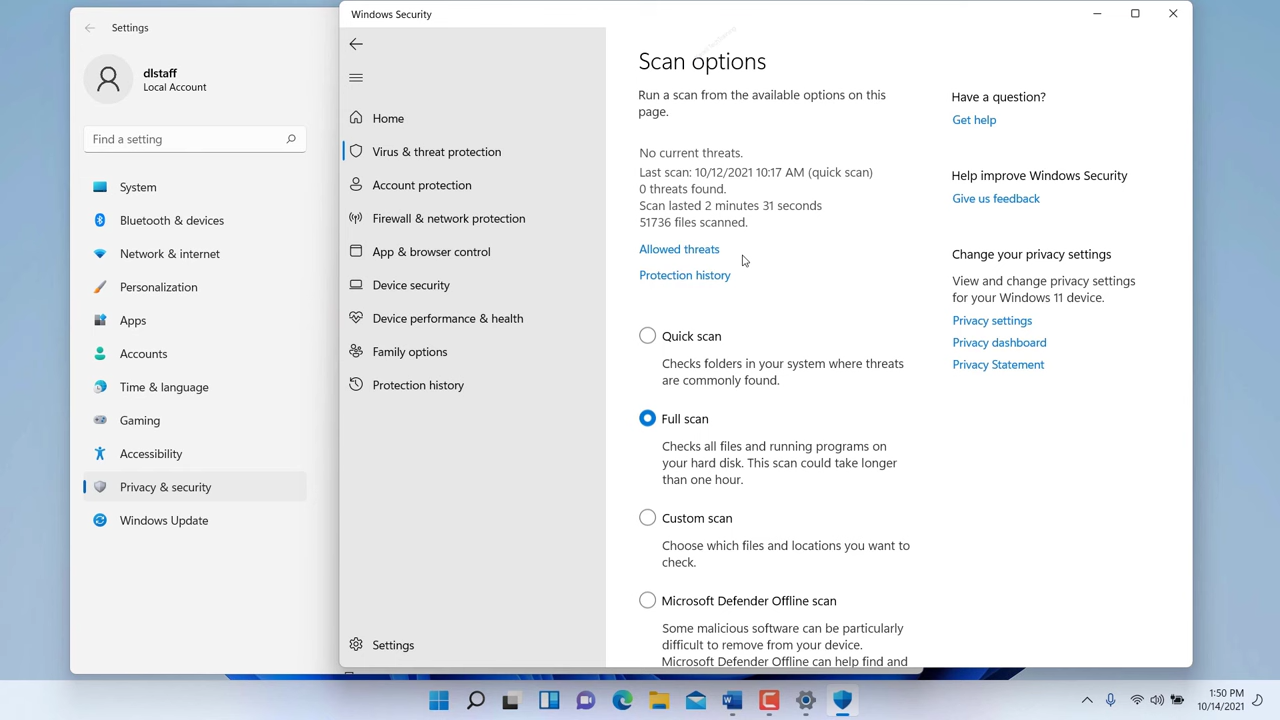 Settings
dlstaff
Local Account
Find a setting
System
Bluetooth & devices
Network & internet
Personalization
Apps
Accounts
Time & language
Gaming
Accessibility
Privacy & security
Windows Update
Windows Security
Home
Virus & threat protection
Account protection
Firewall & network protection
App & browser control
Device security
Device performance & health
Family options
Protection history
Settings
Scan options
Run a scan from the available options on this
page.
No current threats.
Last scan: 10/12/2021 10:17 AM (quick scan)
0 threats found.
Scan lasted 2 minutes 31 seconds
51736 files scanned.
Allowed threats
Protection history
Quick scan
Checks folders in your system where threats
are commonly found.
Full scan
Checks all files and running programs on
your hard disk. This scan could take longer
than one hour.
Custom scan
Choose which files and locations you want to
check.
Microsoft Defender Offline scan
Some malicious software can be particularly
difficult to remove from your device.
Microsoft Defender Offline can help find and
Have a question?
Get help
Help improve Windows Security
Give us feedback
Change your privacy settings
View and change privacy settings
for your Windows 11 device.
Privacy settings
Privacy dashboard
Privacy Statement
1:50 PM
10/14/2021